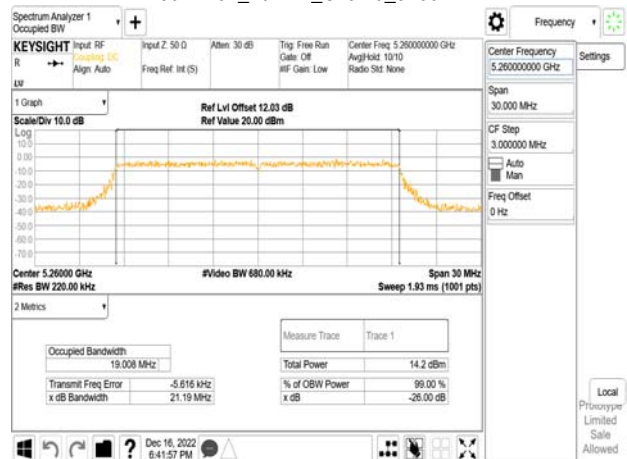 Spectrum Analyzer 1
Occupied BW
+
Frequency
KEYSIGHT Input: RF Input Z: 50 Ω Atten: 30 dB Trig: Free Run Center Freq: 5.260000000 GHz
R Coupling: DC Gate: Off Avg|Hold: 10/10
Align: Auto Freq Ref: Int (S) #IF Gain: Low Radio Std: None
Center Frequency
5.260000000 GHz
Settings
Span
30.000 MHz
CF Step
3.000000 MHz
Auto
Man
Freq Offset
0 Hz
1 Graph
Ref Lvl Offset 12.03 dB
Scale/Div 10.0 dB Ref Value 20.00 dBm
Log
10.0
0.00
-10.0
-20.0
-30.0
-40.0
-50.0
-60.0
-70.0
Center 5.26000 GHz #Video BW 680.00 kHz Span 30 MHz
#Res BW 220.00 kHz Sweep 1.93 ms (1001 pts)
2 Metrics
Measure Trace Trace 1
Occupied Bandwidth
19.008 MHz Total Power 14.2 dBm
Transmit Freq Error -5.616 kHz % of OBW Power 99.00 %
x dB Bandwidth 21.19 MHz x dB -26.00 dB
Local
Prototype
Limited
Sale
Allowed
? Dec 16, 2022
6:41:57 PM